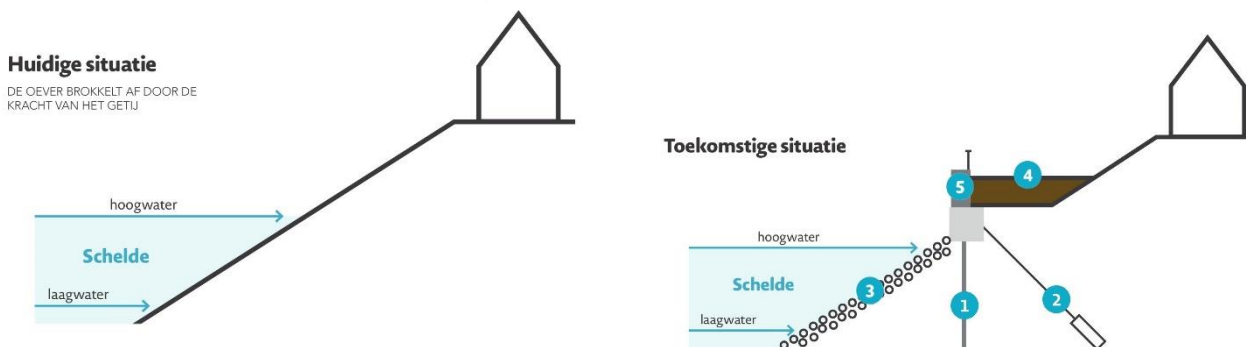 Huidige situatie
DE OEVER BROKKELT AF DOOR DE
KRACHT VAN HET GETIJ
hoogwater
Schelde
laagwater
Toekomstige situatie
4
5
hoogwater
Schelde
3
1
2
laagwater